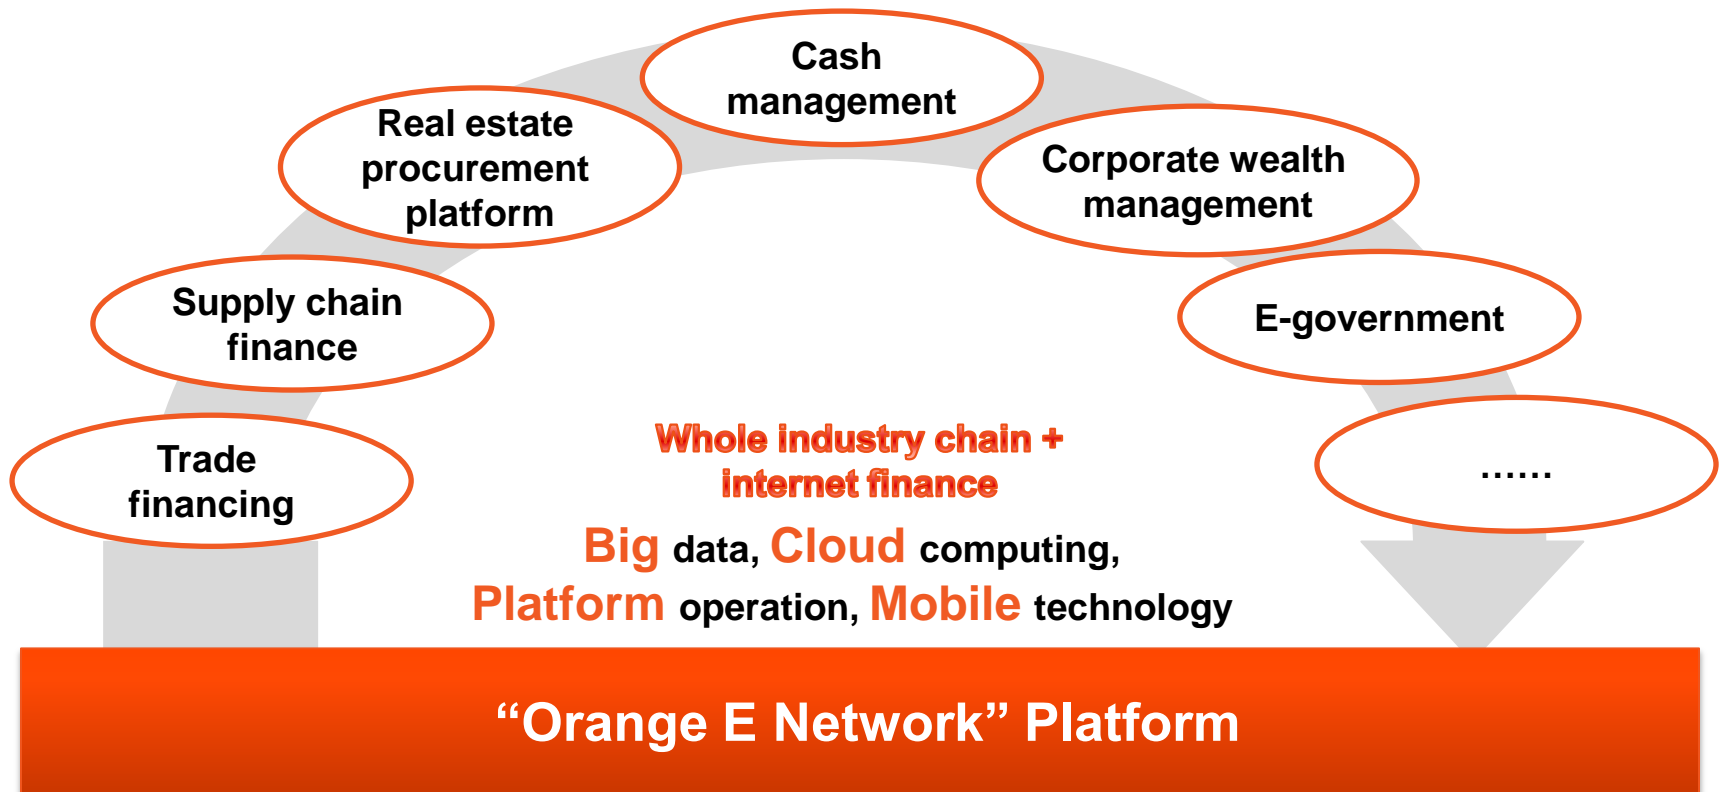 Cash
management
Real estate
procurement
platform
Corporate wealth
management
Supply chain
finance
E-government
Trade
financing
......
Whole industry chain +
internet finance
Big data, Cloud computing,
Platform operation, Mobile technology
“Orange E Network” Platform